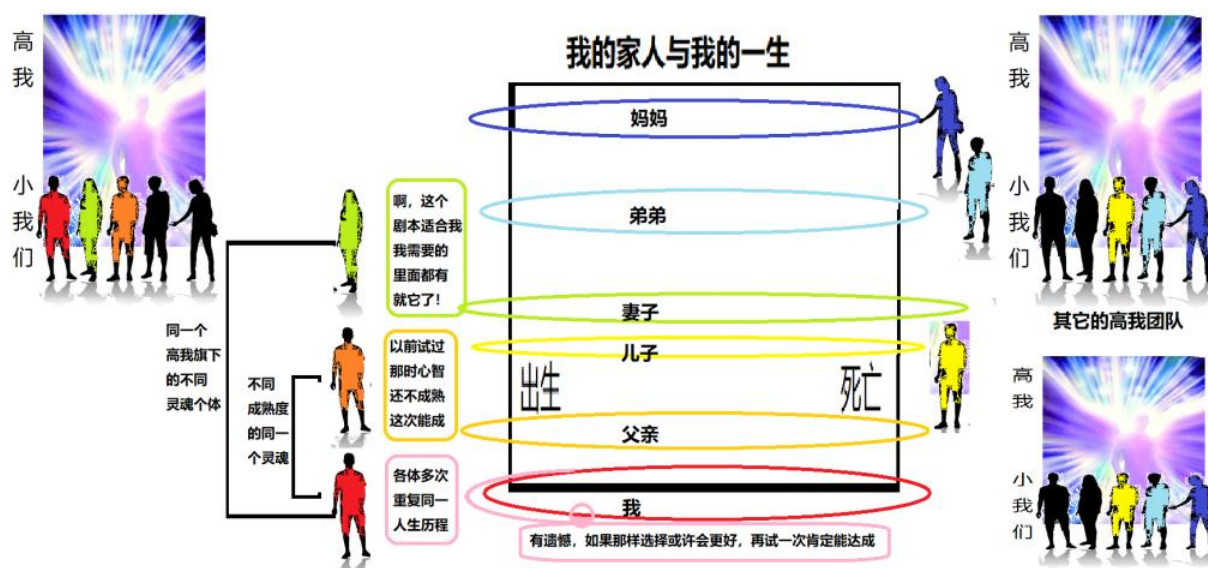 我的家人与我的一生
高
我
小
我
们
妈妈
弟弟
妻子
儿子
出生
死亡
父亲
我
啊，这个
剧本适合我
我需要的
里面都有
就它了！
以前试过
那时心智
还不成熟
这次能成
各体多次
重复同一
人生历程
有遗憾，如果那样选择或许会更好，再试一次肯定能达成
同一个
高我旗下
的不同
灵魂个体
不同
成熟度
的同一
个灵魂
高
我
小
我
们
其它的高我团队
高
我
小
我
们